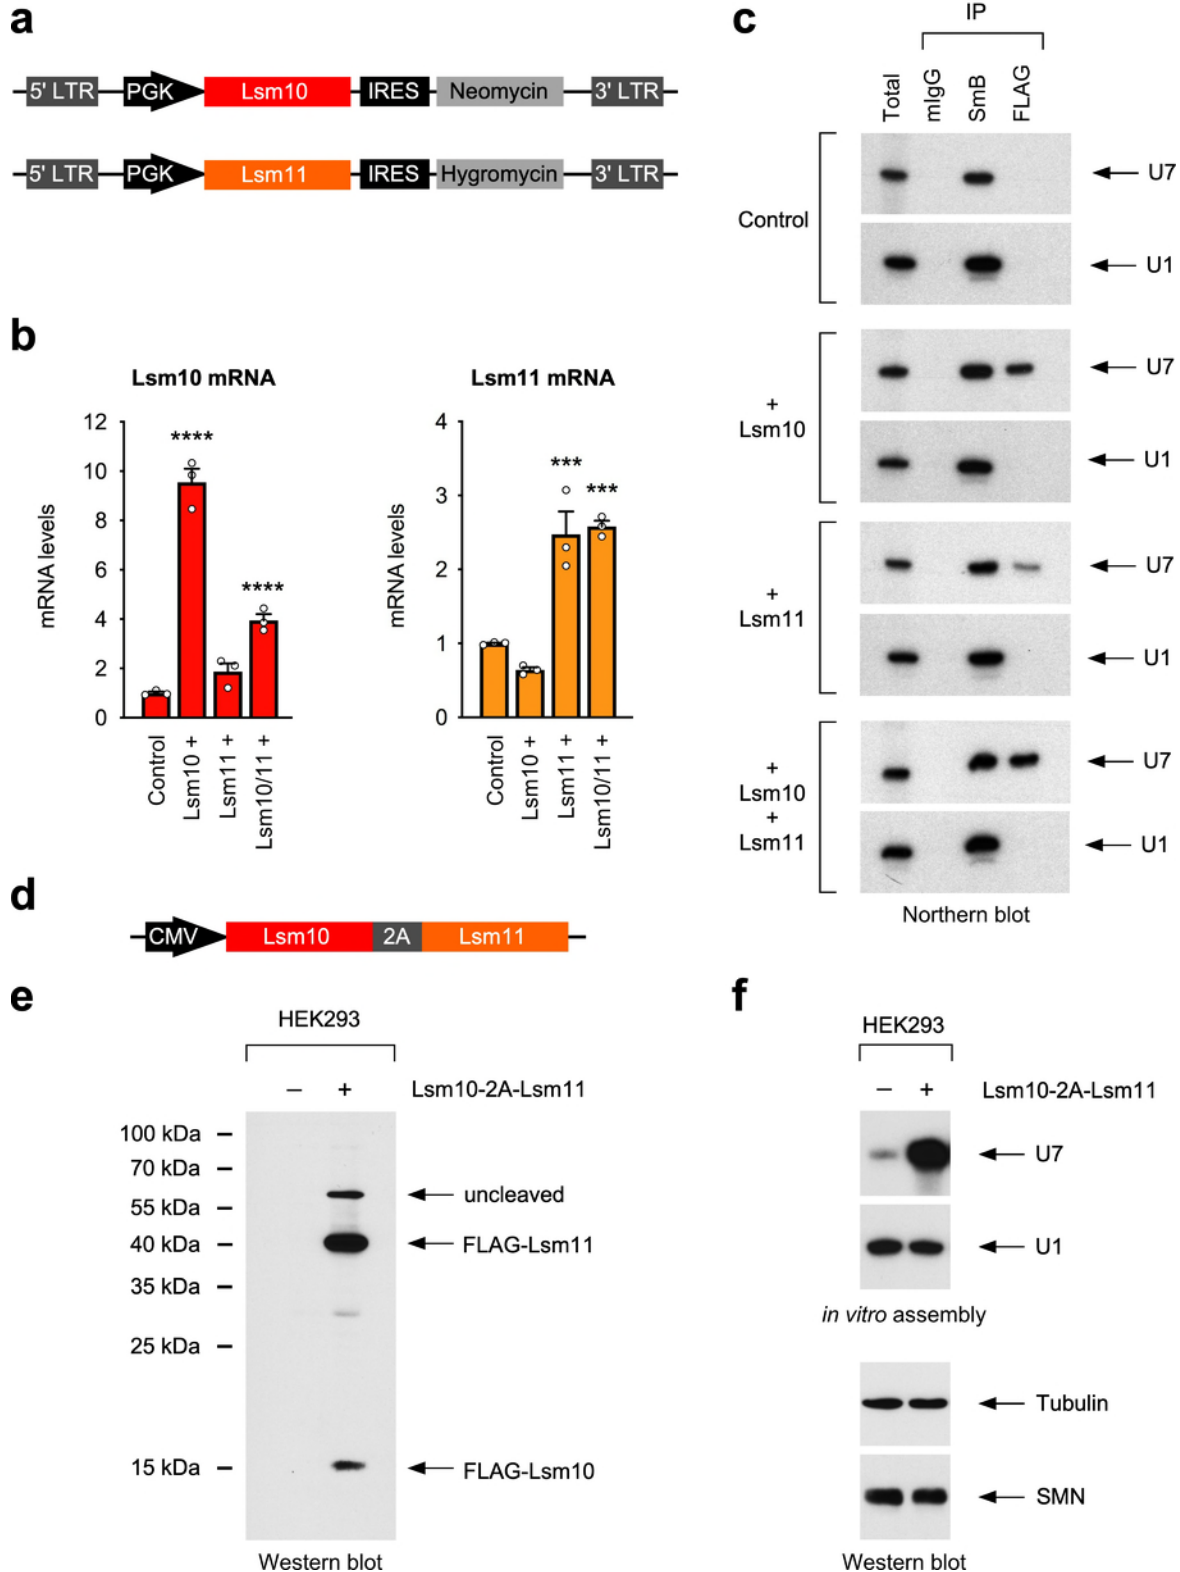 a
5' LTR PGK Lsm10 IRES Neomycin 3' LTR
5' LTR PGK Lsm11 IRES Hygromycin 3' LTR
b
Lsm10 mRNA
mRNA levels
12
10
8
6
4
2
0
****
****
Control
Lsm10 +
Lsm11 +
Lsm10/11 +
Lsm11 mRNA
mRNA levels
4
3
2
1
0
***
***
Control
Lsm10 +
Lsm11 +
Lsm10/11 +
c
IP
Total
mIgG
SmB
FLAG
Control
U7
U1
+
Lsm10
U7
U1
+
Lsm11
U7
U1
+
Lsm10
+
Lsm11
U7
U1
Northern blot
d
CMV Lsm10 2A Lsm11
e
HEK293
– + Lsm10-2A-Lsm11
100 kDa
70 kDa
55 kDa
40 kDa
35 kDa
25 kDa
15 kDa
uncleaved
FLAG-Lsm11
FLAG-Lsm10
Western blot
f
HEK293
– + Lsm10-2A-Lsm11
U7
U1
in vitro assembly
Tubulin
SMN
Western blot